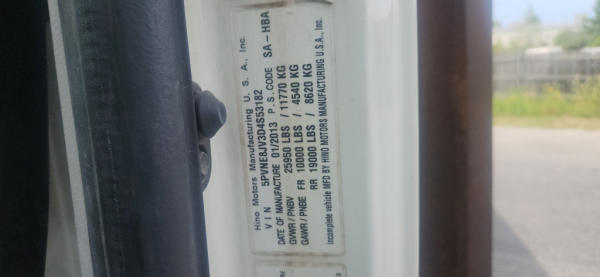 Hino Motors Manufacturing U. S. A., Inc.
V I N 5PVNE8JV3D4S53182
DATE OF MANUFACTURE 01/2013 P.S. CODE SA-HBA
GVWR / PNBV 25950 LBS / 11770 KG
GAWR / PNBE FR 10000 LBS / 4540 KG
RR 19000 LBS / 8620 KG
incomplete vehicle MFD BY HINO MOTORS MANUFACTURING U.S.A., Inc.